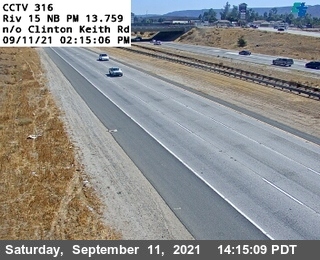 CCTV 316
Riv 15 NB PM 13.759
n/o Clinton Keith Rd
09/11/21 02:15:06 PM
Saturday, September 11, 2021 14:15:09 PDT